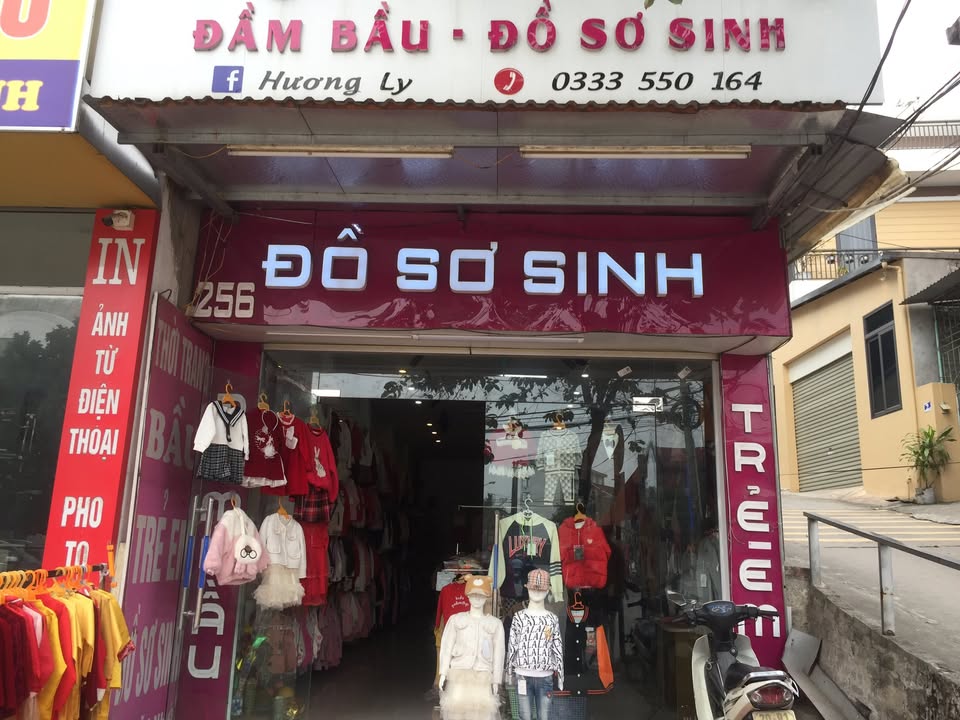 ĐẦM BẦU - ĐỒ SƠ SINH
Hương Ly
0333 550 164
256
ĐỒ SƠ SINH
IN
ẢNH
TỪ
ĐIỆN
THOẠI
PHO
TO
THỜI TRANG
BẦU
TRẺ EM
ĐỒ SƠ SINH
BẦU
TRẺ EM